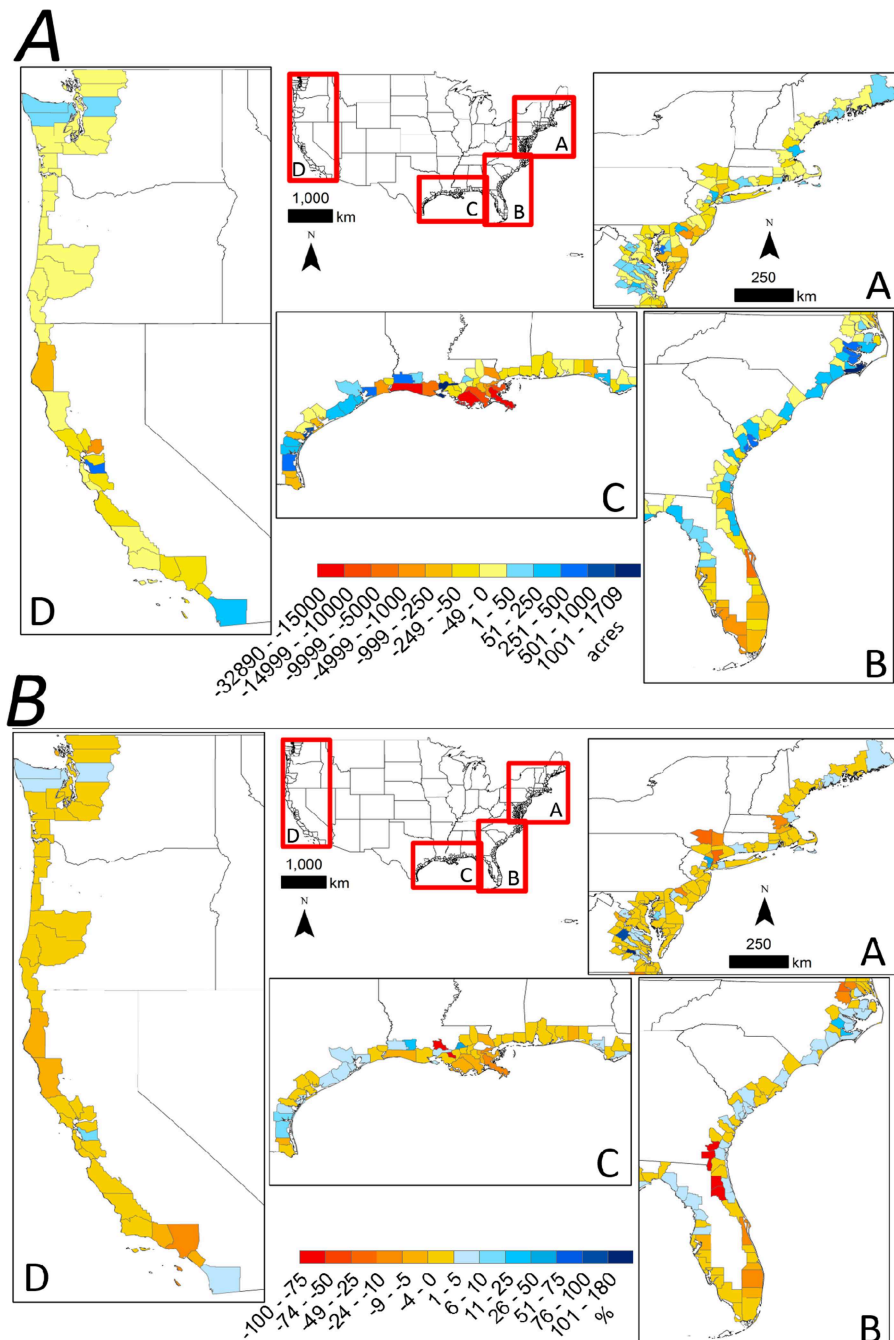 A
D
1,000
km
N
A
B
C
D
N
250
km
A
C
B
-32890 - -15000
-14999 - -10000
-9999 - -5000
-4999 - -1000
-999 - -250
-249 - -50
-49 - 0
1 - 50
51 - 250
251 - 500
501 - 1000
1001 - 1709
acres
B
D
1,000
km
N
A
B
C
D
N
250
km
A
C
B
-100 - -75
-74 - -50
-49 - -25
-24 - -10
-9 - -5
-4 - 0
1 - 5
6 - 10
11 - 25
26 - 50
51 - 75
76 - 100
101 - 180
%